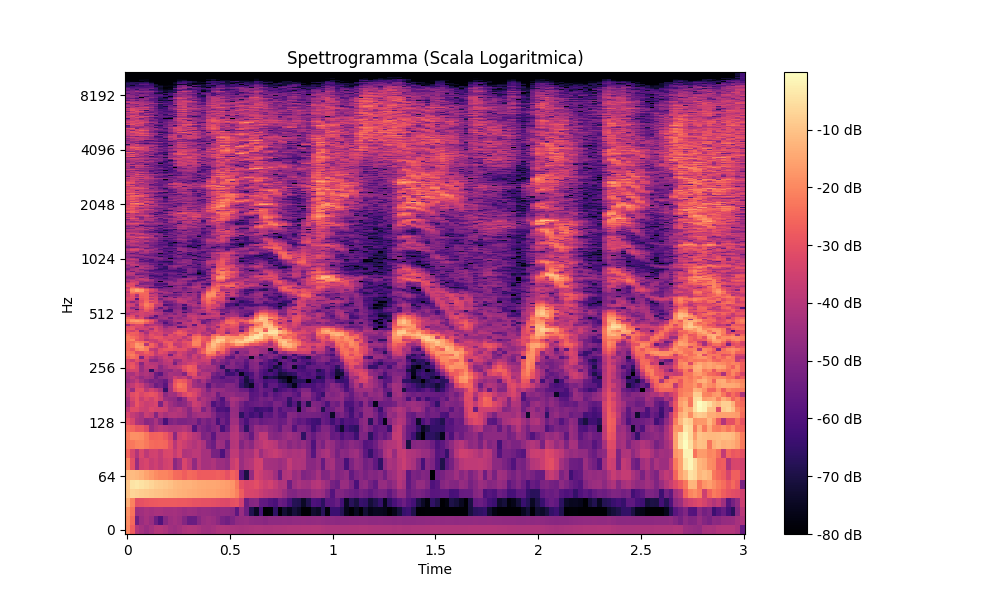 Spettrogramma (Scala Logaritmica)
8192
4096
2048
1024
512
256
128
64
0
Hz
0
0.5
1
1.5
2
2.5
3
Time
-10 dB
-20 dB
-30 dB
-40 dB
-50 dB
-60 dB
-70 dB
-80 dB